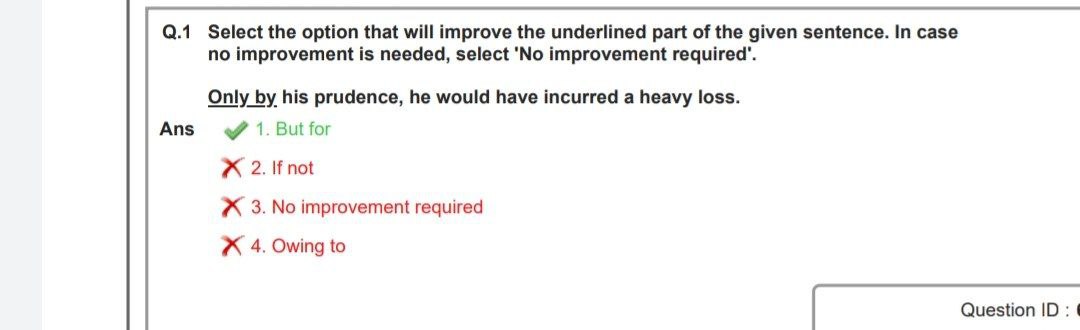 Q.1 Select the option that will improve the underlined part of the given sentence. In case
no improvement is needed, select 'No improvement required'.
Only by his prudence, he would have incurred a heavy loss.
Ans 1. But for
2. If not
3. No improvement required
4. Owing to
Question ID :